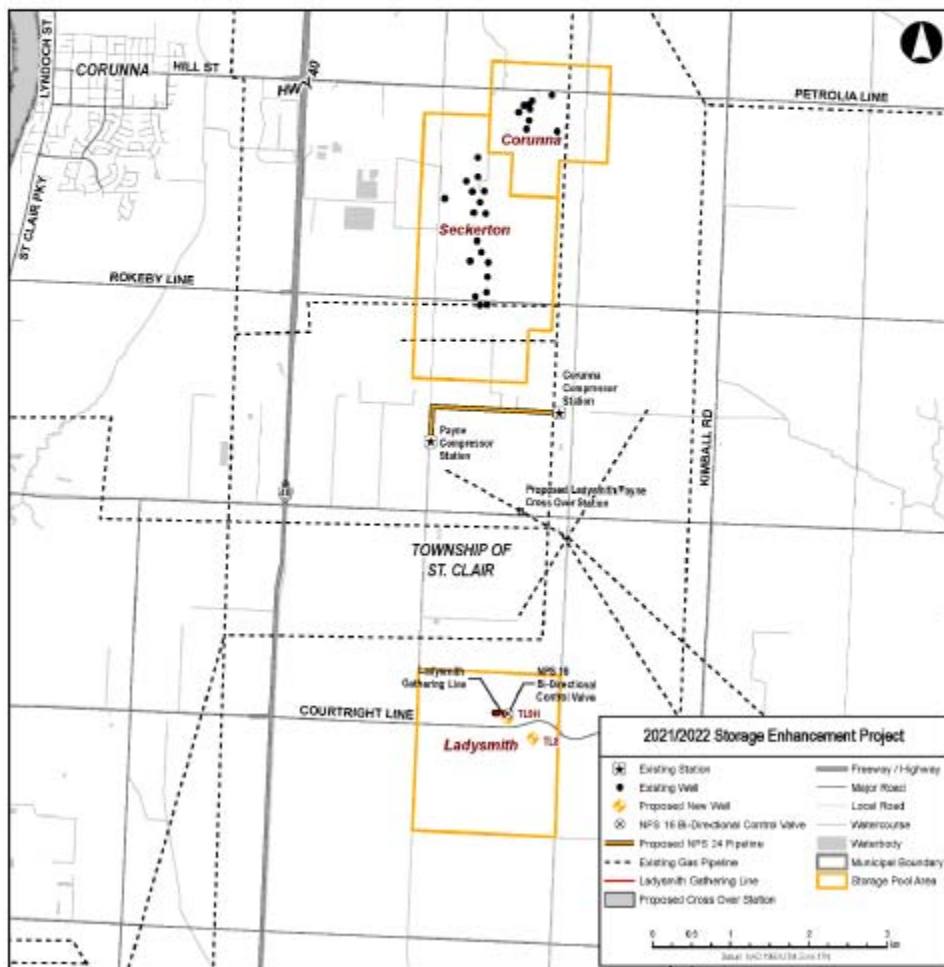 LYNDOCH ST
CORUNNA
HILL ST
HWY 40
PETROLIA LINE
Corunna
ST CLAIR PKY
Seckerton
ROKEBY LINE
Corunna
Compressor
Station
Payne
Compressor
Station
KIMBALL RD
Proposed Ladysmith/Payne
Cross Over Station
40
TOWNSHIP OF
ST. CLAIR
Ladysmith
Gathering Line
NPS 16
Bi-Directional
Control Valve
TL9H
COURTRIGHT LINE
Ladysmith
TL8
2021/2022 Storage Enhancement Project
Existing Station
Existing Well
Proposed New Well
NPS 16 Bi-Directional Control Valve
Proposed NPS 24 Pipeline
Existing Gas Pipeline
Ladysmith Gathering Line
Proposed Cross Over Station
Freeway / Highway
Major Road
Local Road
Watercourse
Waterbody
Municipal Boundary
Storage Pool Area
0 0.5 1 2 3
km